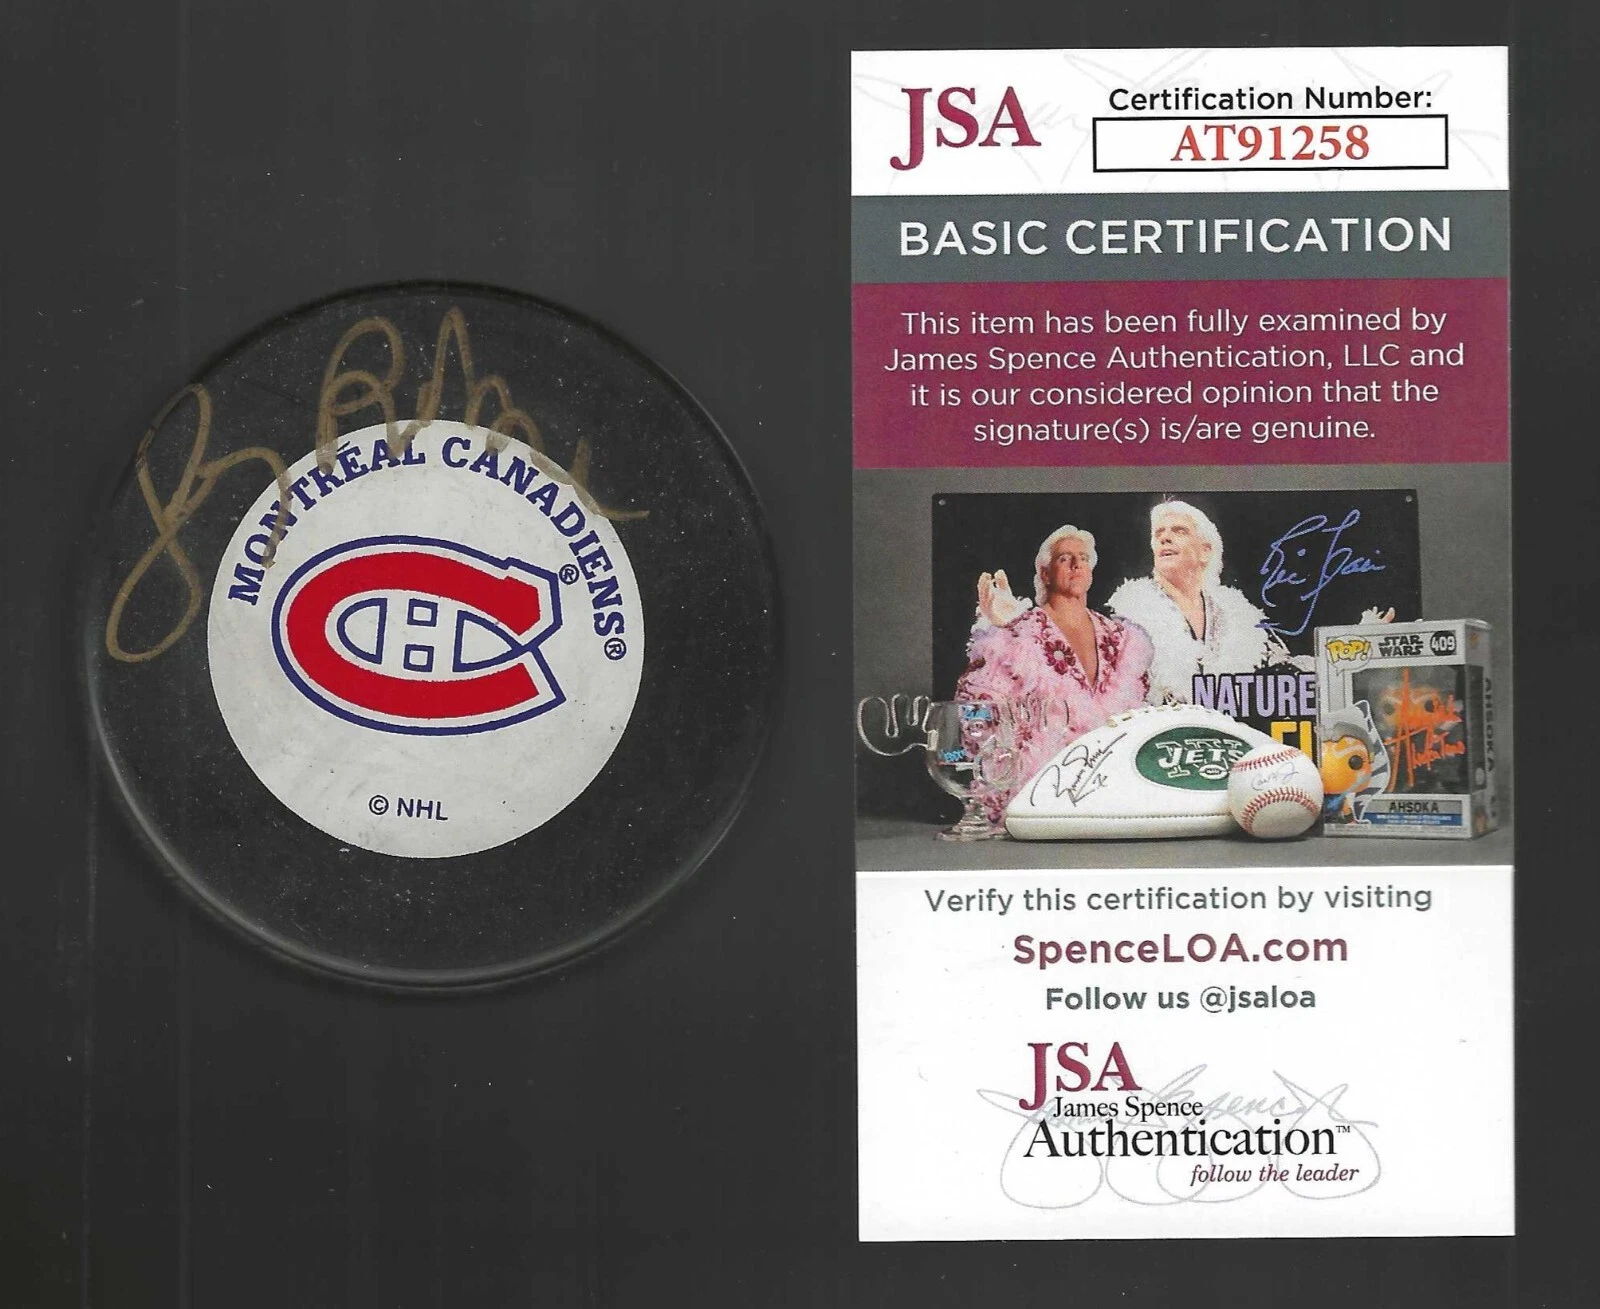 MONTRÉAL CANADIENS®
®
© NHL
JSA
Certification Number:
AT91258
BASIC CERTIFICATION
This item has been fully examined by
James Spence Authentication, LLC and
it is our considered opinion that the
signature(s) is/are genuine.
NATURE
POP!
STAR
WARS
409
JETS
AHSOKA
AHSOKA
Verify this certification by visiting
SpenceLOA.com
Follow us @jsaloa
JSA
James Spence
Authentication™
follow the leader